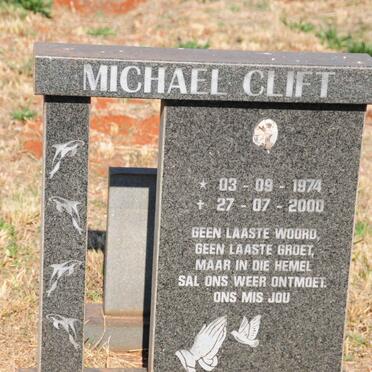 MICHAEL CLIFT
★ 03 - 09 - 1974
✝ 27 - 07 - 2000
GEEN LAASTE WOORD,
GEEN LAASTE GROET,
MAAR IN DIE HEMEL
SAL ONS WEER ONTMOET.
ONS MIS JOU